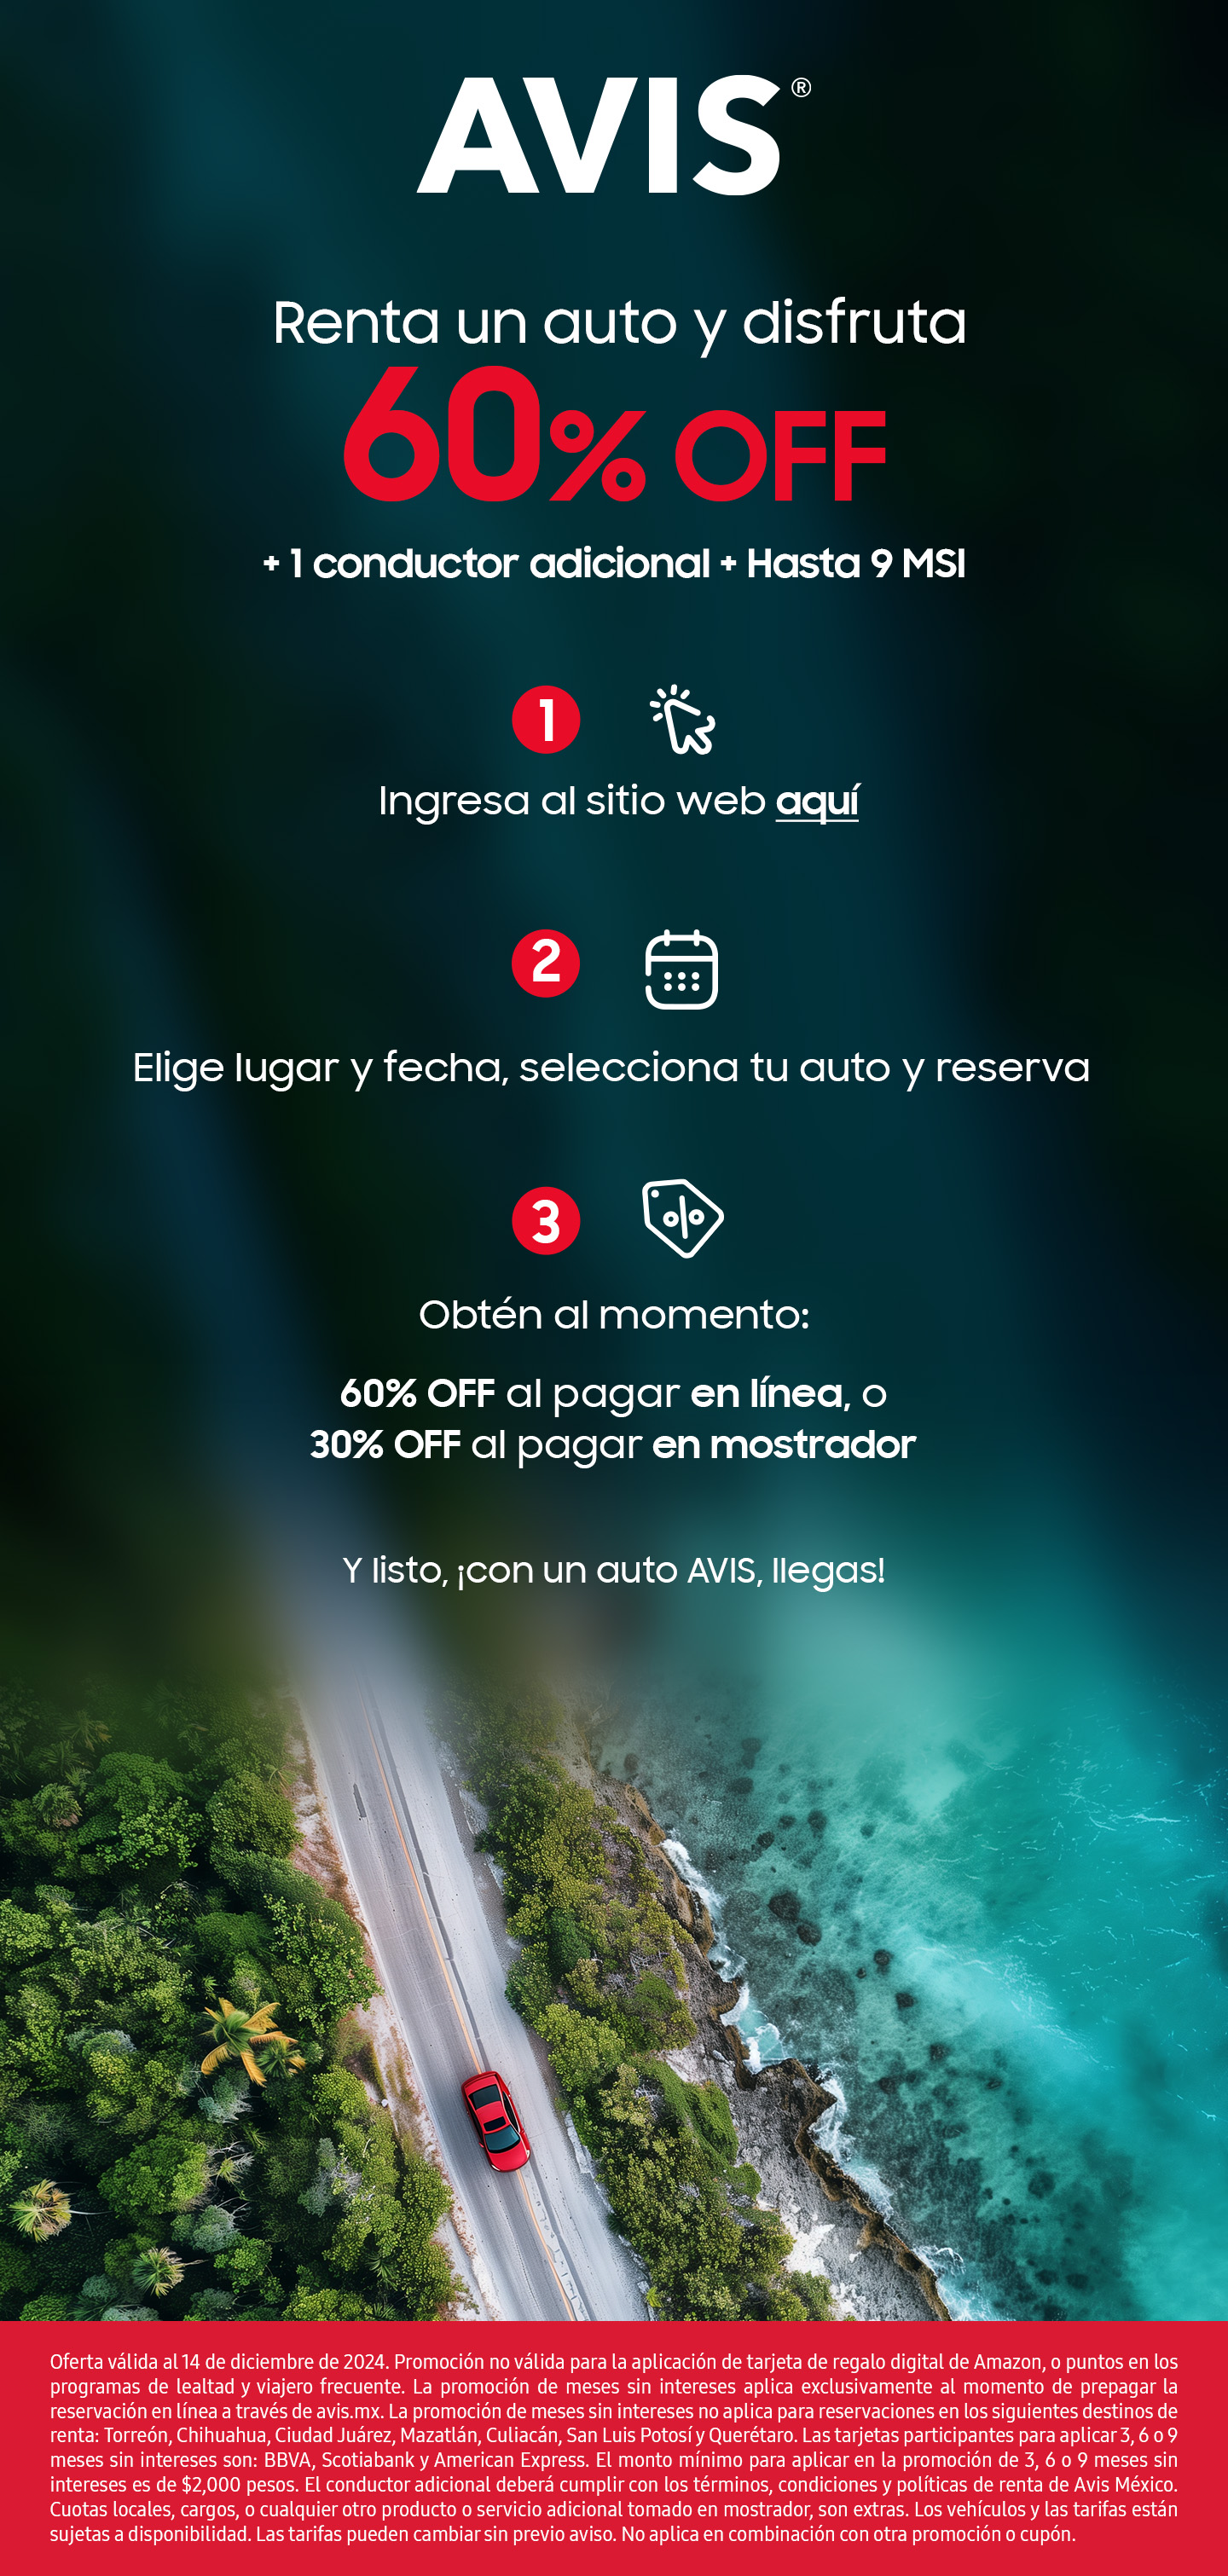 AVIS®
Renta un auto y disfruta
60% OFF
+ 1 conductor adicional + Hasta 9 MSI
1
Ingresa al sitio web aquí
2
Elige lugar y fecha, selecciona tu auto y reserva
3
Obtén al momento:
60% OFF al pagar en línea, o
30% OFF al pagar en mostrador
Y listo, ¡con un auto AVIS, llegas!
Oferta válida al 14 de diciembre de 2024. Promoción no válida para la aplicación de tarjeta de regalo digital de Amazon, o puntos en los
programas de lealtad y viajero frecuente. La promoción de meses sin intereses aplica exclusivamente al momento de prepagar la
reservación en línea a través de avis.mx. La promoción de meses sin intereses no aplica para reservaciones en los siguientes destinos de
renta: Torreón, Chihuahua, Ciudad Juárez, Mazatlán, Culiacán, San Luis Potosí y Querétaro. Las tarjetas participantes para aplicar 3, 6 o 9
meses sin intereses son: BBVA, Scotiabank y American Express. El monto mínimo para aplicar en la promoción de 3, 6 o 9 meses sin
intereses es de $2,000 pesos. El conductor adicional deberá cumplir con los términos, condiciones y políticas de renta de Avis México.
Cuotas locales, cargos, o cualquier otro producto o servicio adicional tomado en mostrador, son extras. Los vehículos y las tarifas están
sujetas a disponibilidad. Las tarifas pueden cambiar sin previo aviso. No aplica en combinación con otra promoción o cupón.